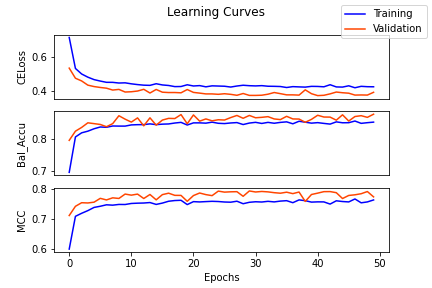 Learning Curves
Training
Validation
CELoss
0.6
0.4
Bal_Accu
0.8
0.7
MCC
0.8
0.7
0.6
0 10 20 30 40 50
Epochs